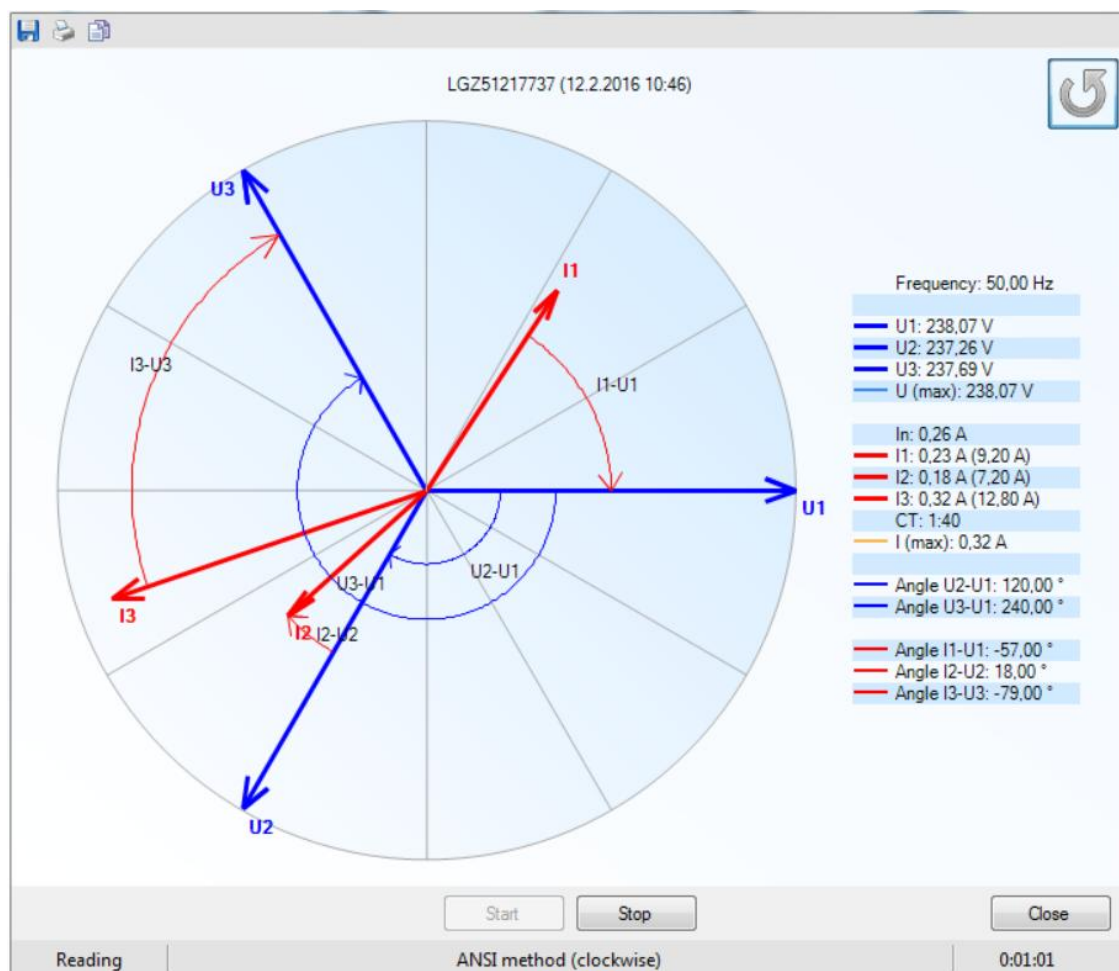 LGZ51217737 (12.2.2016 10:46)
U3
I1
I3-U3
I1-U1
U1
U3-U1
U2-U1
I3
I2
I2-U2
U2
Frequency: 50,00 Hz
U1: 238,07 V
U2: 237,26 V
U3: 237,69 V
U (max): 238,07 V
In: 0,26 A
I1: 0,23 A (9,20 A)
I2: 0,18 A (7,20 A)
I3: 0,32 A (12,80 A)
CT: 1:40
I (max): 0,32 A
Angle U2-U1: 120,00 °
Angle U3-U1: 240,00 °
Angle I1-U1: -57,00 °
Angle I2-U2: 18,00 °
Angle I3-U3: -79,00 °
Start
Stop
Close
Reading
ANSI method (clockwise)
0:01:01